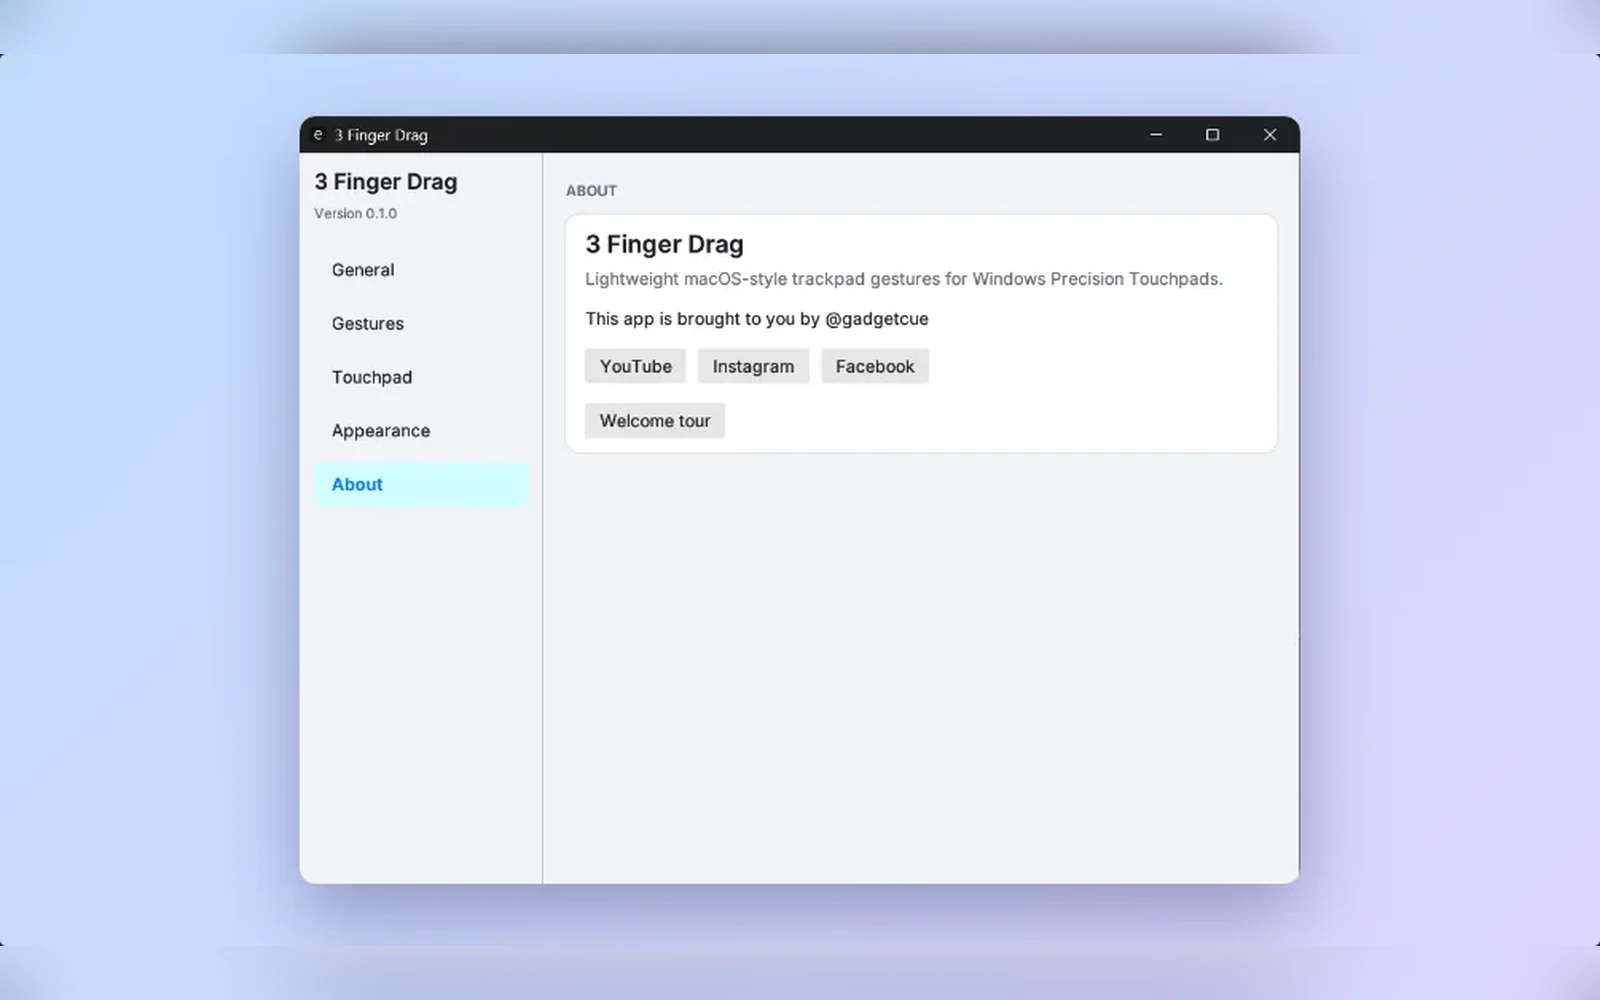 3 Finger Drag
3 Finger Drag
Version 0.1.0
General
Gestures
Touchpad
Appearance
About
ABOUT
3 Finger Drag
Lightweight macOS-style trackpad gestures for Windows Precision Touchpads.
This app is brought to you by @gadgetcue
YouTube Instagram Facebook
Welcome tour